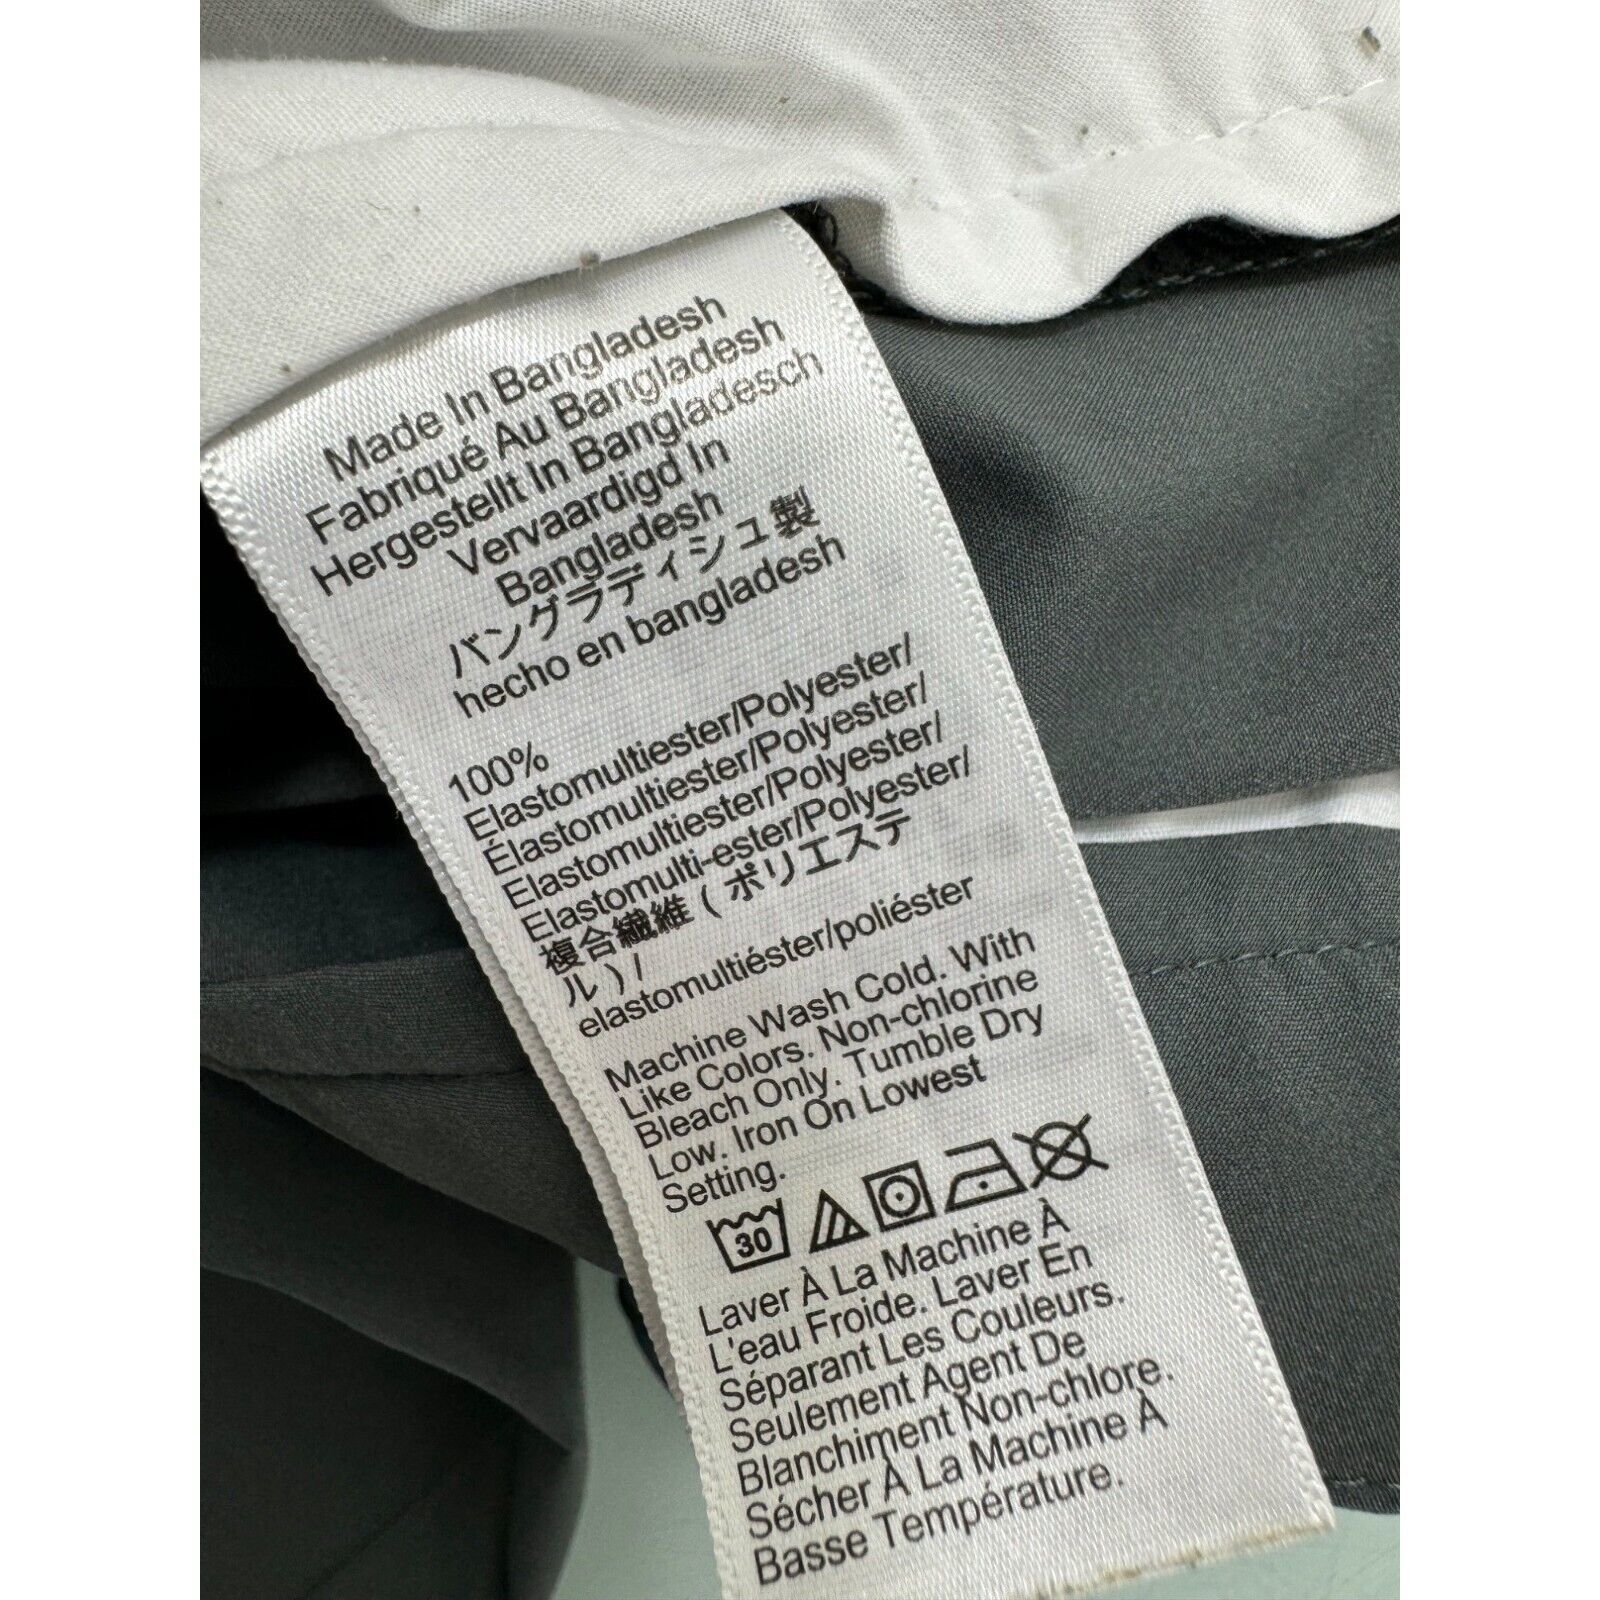 Made In Bangladesh
Fabriqué Au Bangladesh
Hergestellt In Bangladesch
Vervaardigd In
Bangladesh
バングラディシュ製
hecho en bangladesh
100%
Elastomultiester/Polyester/
Élastomultiester/Polyester/
Elastomultiester/Polyester/
Elastomulti-ester/Polyester/
複合繊維 ( ポリエステ
ル ) /
elastomultiéster/poliéster
Machine Wash Cold. With
Like Colors. Non-chlorine
Bleach Only. Tumble Dry
Low. Iron On Lowest
Setting.
30
Laver À La Machine À
L'eau Froide. Laver En
Séparant Les Couleurs.
Seulement Agent De
Blanchiment Non-chlore.
Sécher À La Machine À
Basse Température.